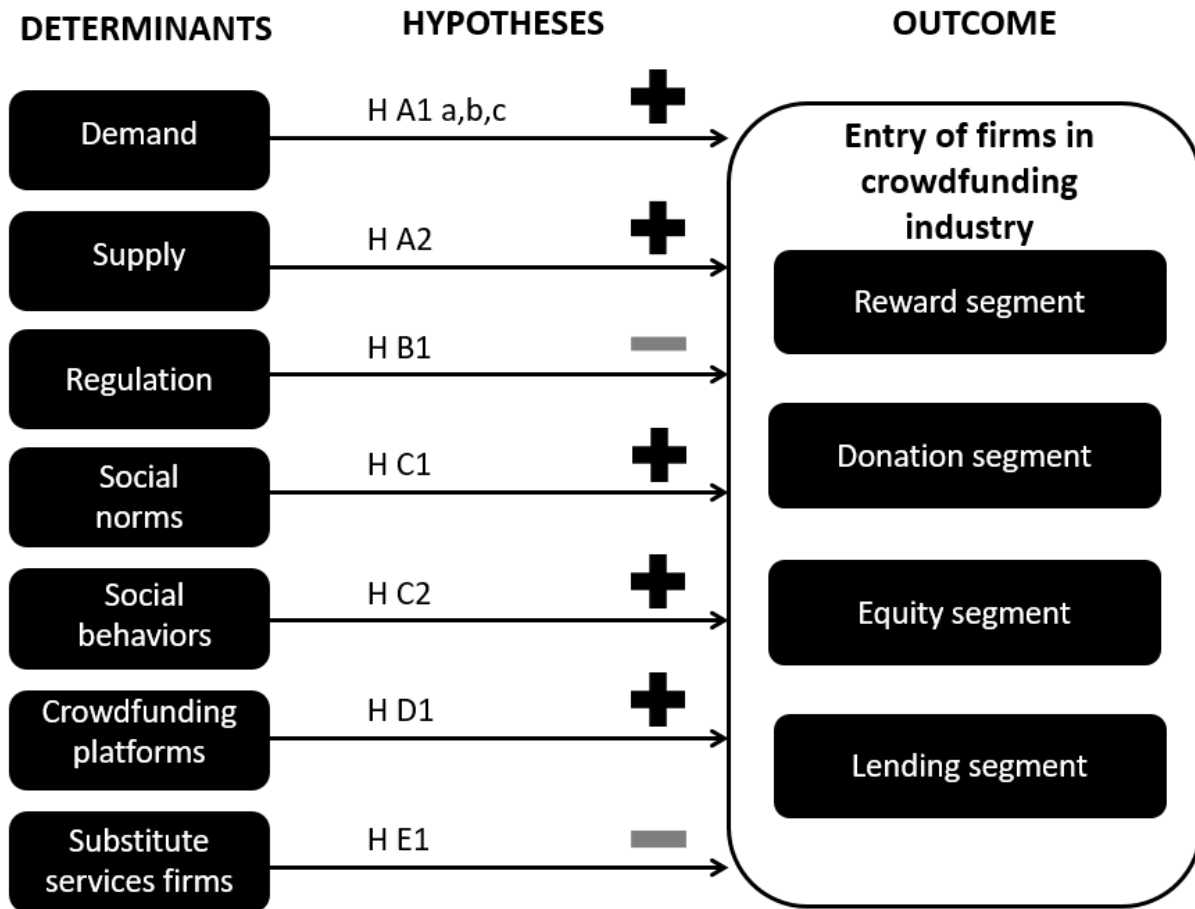 DETERMINANTS
HYPOTHESES
OUTCOME
Demand
H A1 a,b,c
Supply
H A2
Regulation
H B1
Social
norms
H C1
Social
behaviors
H C2
Crowdfunding
platforms
H D1
Substitute
services firms
H E1
Entry of firms in
crowdfunding
industry
Reward segment
Donation segment
Equity segment
Lending segment